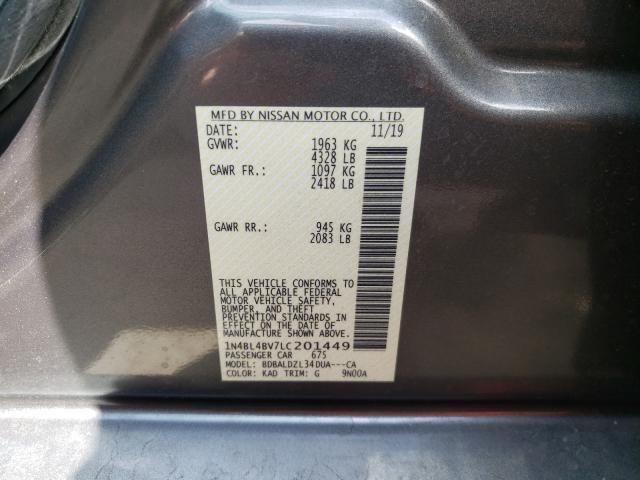 MFD BY NISSAN MOTOR CO., LTD.
DATE: 11/19
GVWR: 1963 KG
4328 LB
GAWR FR.: 1097 KG
2418 LB
GAWR RR.: 945 KG
2083 LB
THIS VEHICLE CONFORMS TO
ALL APPLICABLE FEDERAL
MOTOR VEHICLE SAFETY,
BUMPER, AND THEFT
PREVENTION STANDARDS IN
EFFECT ON THE DATE OF
MANUFACTURE SHOWN ABOVE.
1N4BL4BV7LC201449
PASSENGER CAR 675
MODEL: BDBALDZL34DUA---CA
COLOR: KAD TRIM: G 9N00A